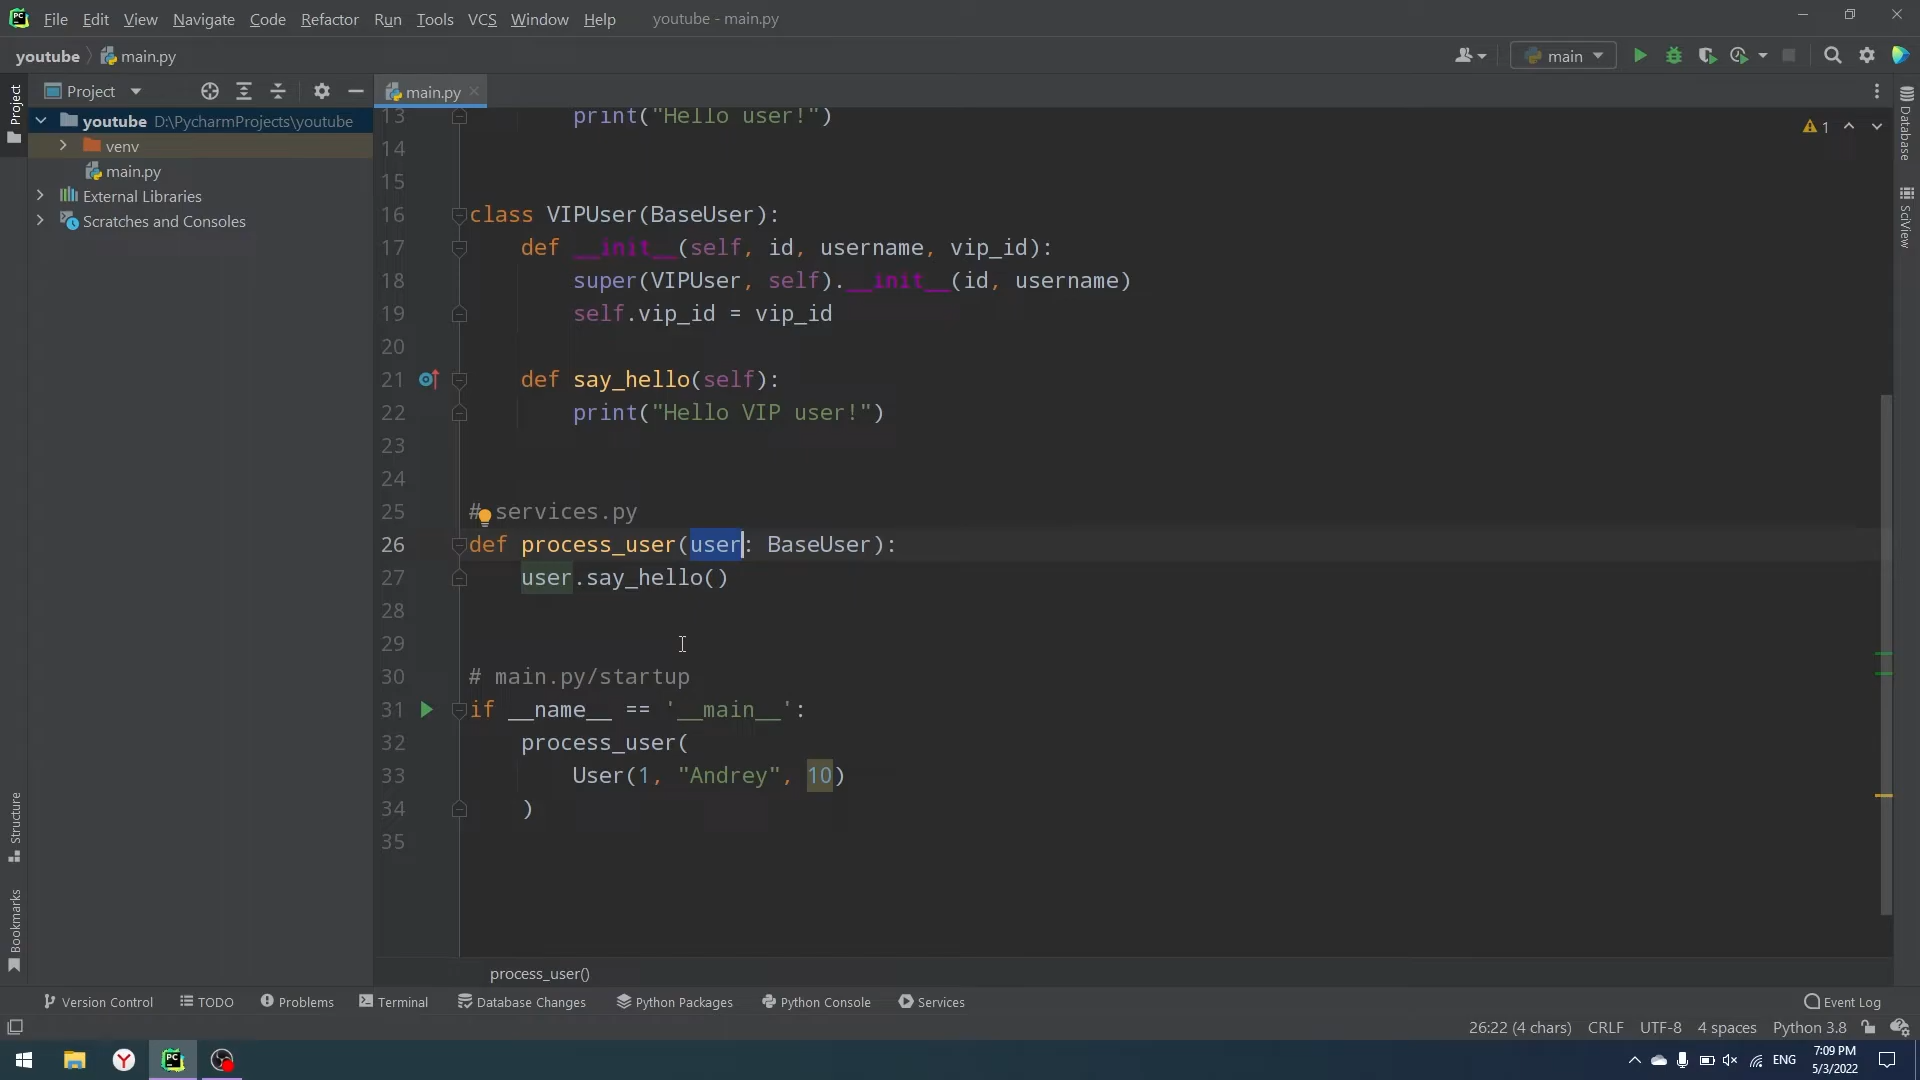 File Edit View Navigate Code Refactor Run Tools VCS Window Help youtube - main.py
youtube main.py main
Project main.py
Project
youtube D:\PycharmProjects\youtube
venv
main.py
External Libraries
Scratches and Consoles
Structure
Bookmarks
13 print("Hello user!")
14
15
16 class VIPUser(BaseUser):
17 def __init__(self, id, username, vip_id):
18 super(VIPUser, self).__init__(id, username)
19 self.vip_id = vip_id
20
21 def say_hello(self):
22 print("Hello VIP user!")
23
24
25 # services.py
26 def process_user(user: BaseUser):
27 user.say_hello()
28
29
30 # main.py/startup
31 if __name__ == '__main__':
32 process_user(
33 User(1, "Andrey", 10)
34 )
35
1
Database
SciView
process_user()
Version Control TODO Problems Terminal Database Changes Python Packages Python Console Services Event Log
26:22 (4 chars) CRLF UTF-8 4 spaces Python 3.8
ENG 7:09 PM
5/3/2022